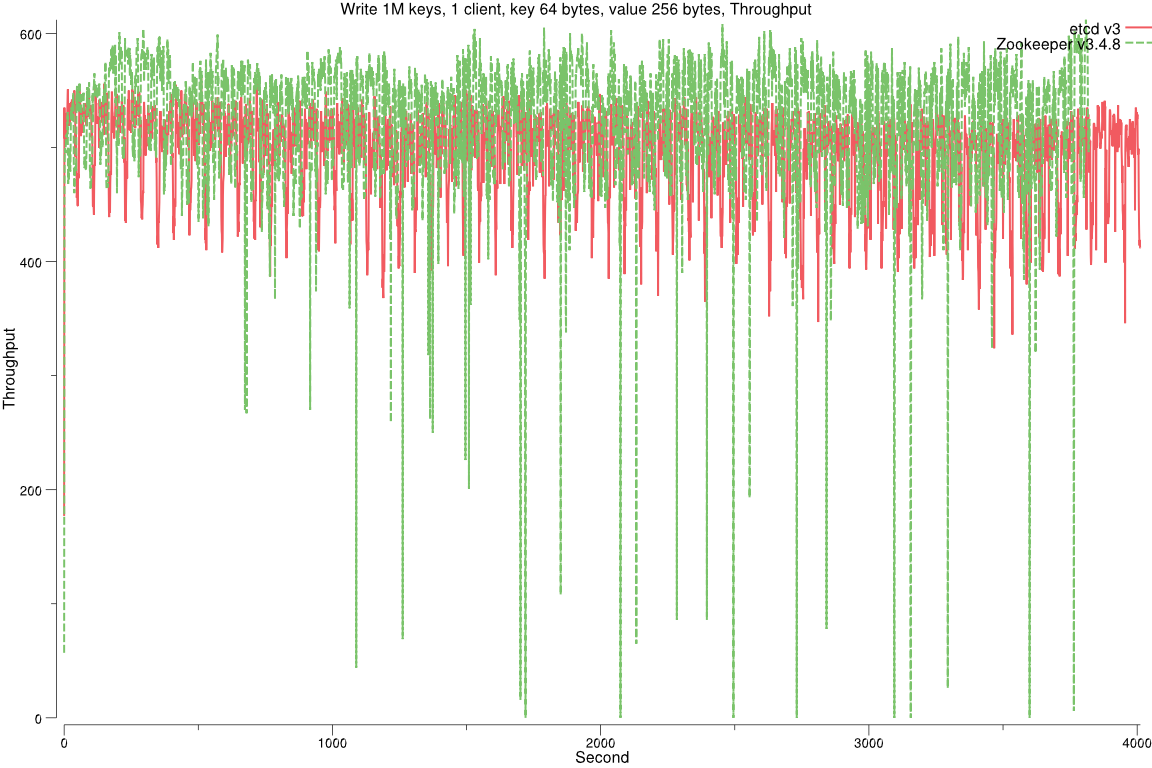 Write 1M keys, 1 client, key 64 bytes, value 256 bytes, Throughput
etcd v3
Zookeeper v3.4.8
600
400
200
0
Throughput
0 1000 2000 3000 4000
Second